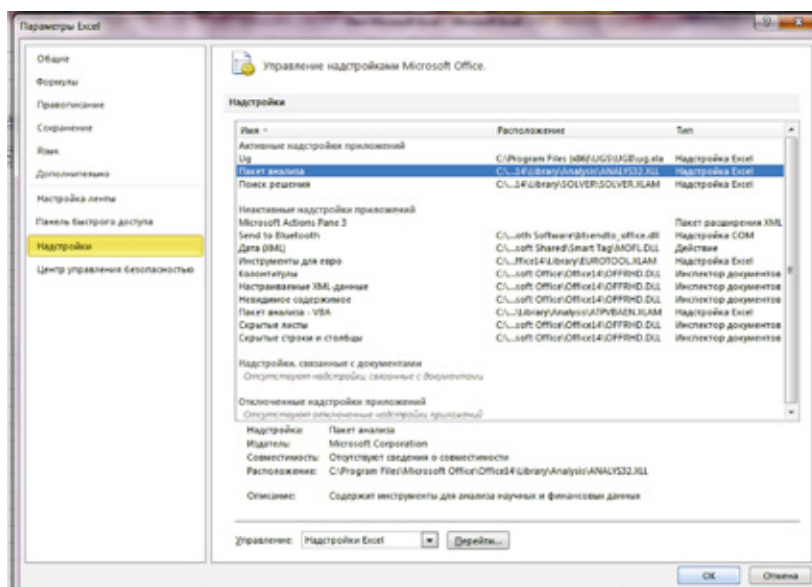 Параметры Excel
Общие
Формулы
Правописание
Сохранение
Язык
Дополнительно
Настройка ленты
Панель быстрого доступа
Надстройки
Центр управления безопасностью
Управление надстройками Microsoft Office.
Надстройки
Имя Расположение Тип
Активные надстройки приложений
Ug C:\Program Files (x86)\UGS\UGD\ug.xla Надстройка Excel
Пакет анализа C:\...14\Library\Analysis\ANALYS32.XLL Надстройка Excel
Поиск решения C:\...14\Library\SOLVER\SOLVER.XLAM Надстройка Excel
Неактивные надстройки приложений
Microsoft Actions Pane 3 Пакет расширения XML
Send to Bluetooth C:\...oth Software\btsendto_office.dll Надстройка COM
Дата (XML) C:\...soft Shared\Smart Tag\MOFL.DLL Действие
Инструменты для евро C:\...ffice14\Library\EUROTOOL.XLAM Надстройка Excel
Колонтитулы C:\...soft Office\Office14\OFFRHD.DLL Инспектор документов
Настраиваемые XML-данные C:\...soft Office\Office14\OFFRHD.DLL Инспектор документов
Невидимое содержимое C:\...soft Office\Office14\OFFRHD.DLL Инспектор документов
Пакет анализа - VBA C:\...\Library\Analysis\ATPVBAEN.XLAM Надстройка Excel
Скрытые листы C:\...soft Office\Office14\OFFRHD.DLL Инспектор документов
Скрытые строки и столбцы C:\...soft Office\Office14\OFFRHD.DLL Инспектор документов
Надстройки, связанные с документами
Отсутствуют надстройки, связанные с документами
Отключенные надстройки приложений
Отсутствуют отключенные надстройки приложений
Надстройка: Пакет анализа
Издатель: Microsoft Corporation
Совместимость: Отсутствуют сведения о совместимости
Расположение: C:\Program Files\Microsoft Office\Office14\Library\Analysis\ANALYS32.XLL
Описание: Содержит инструменты для анализа научных и финансовых данных
Управление: Надстройки Excel Перейти...
OK Отмена